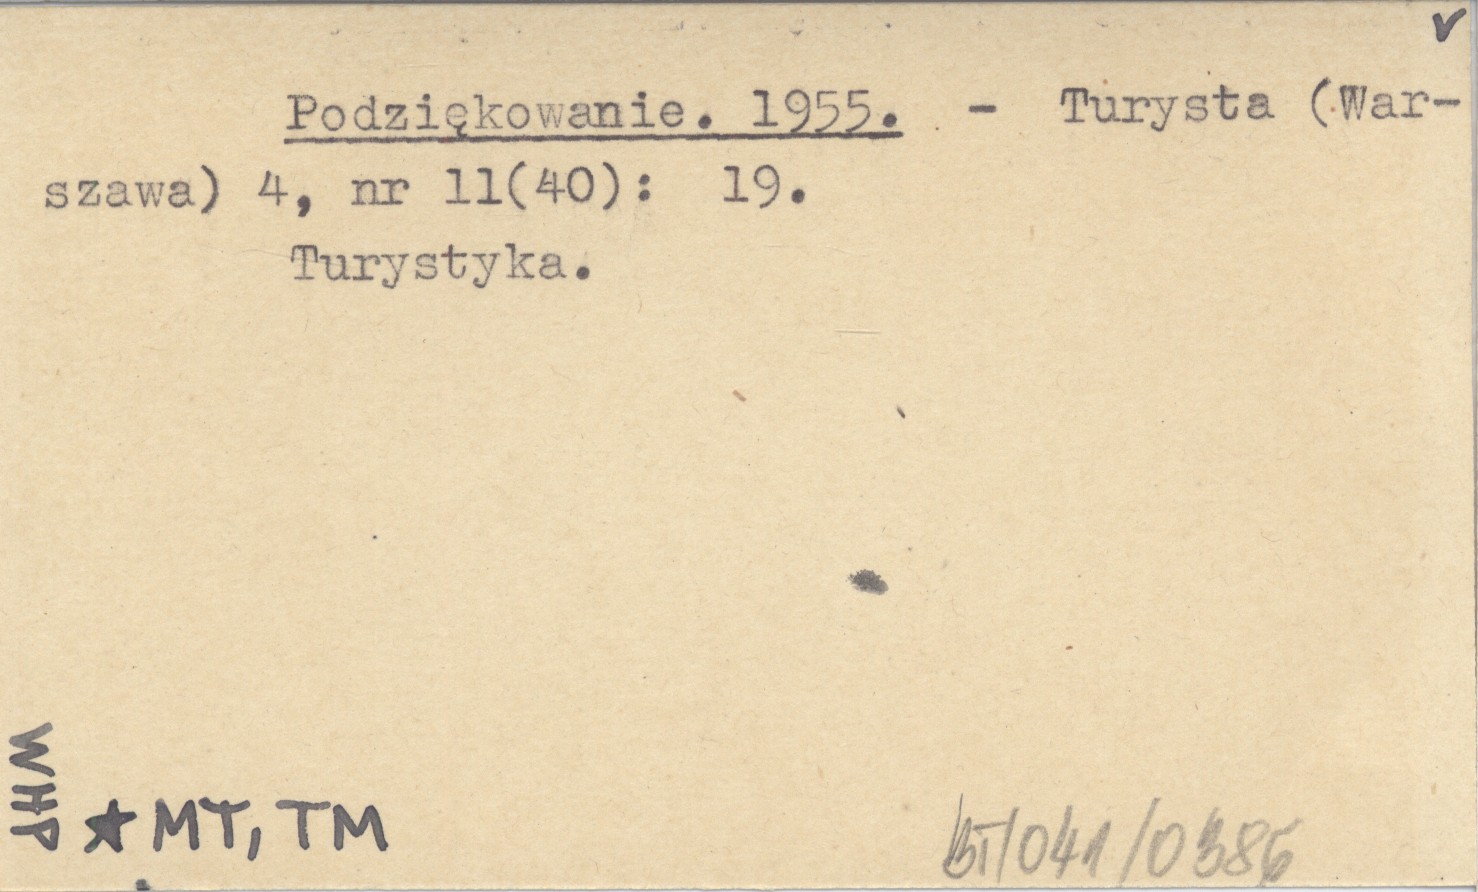 Podziękowanie. 1955. - Turysta (War-
szawa) 4, nr 11(40): 19.
Turystyka.
WHP
★ MT, TM
BT/041/0386